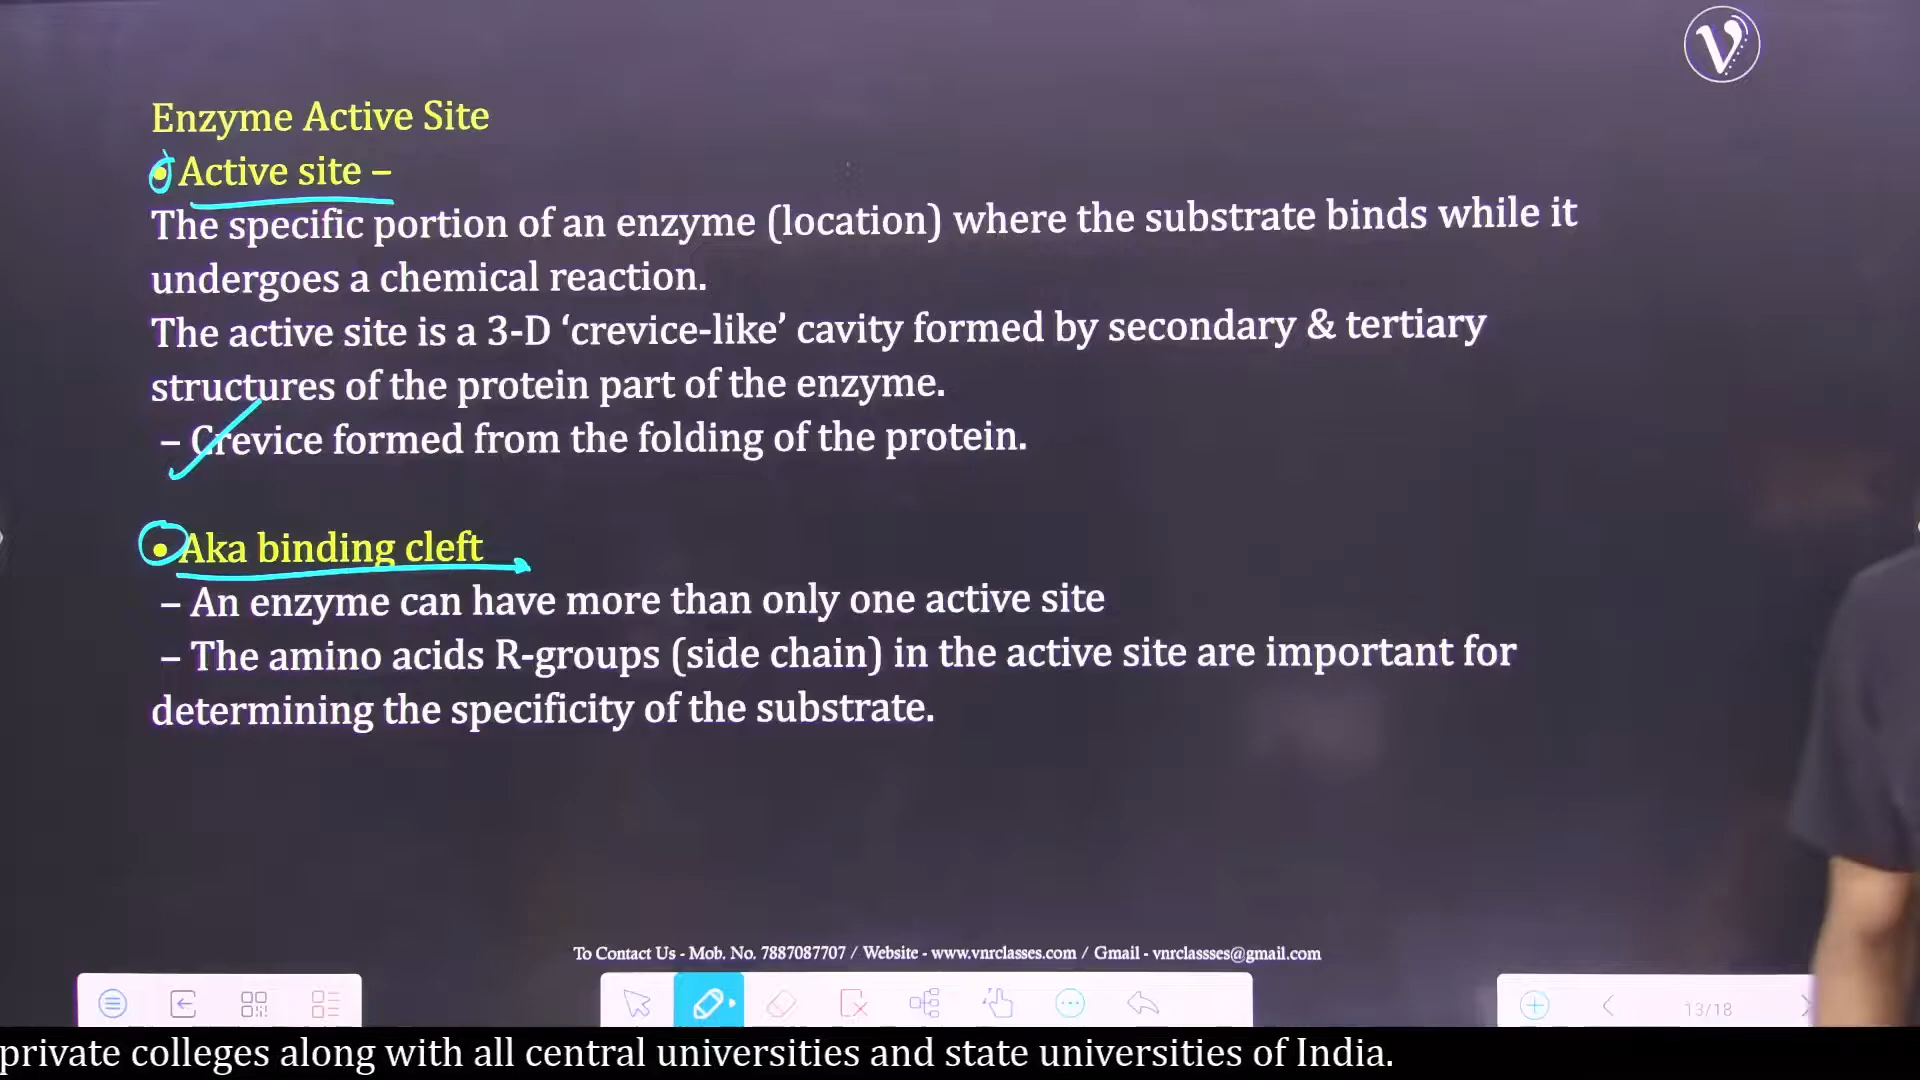 V
Enzyme Active Site
• Active site –
The specific portion of an enzyme (location) where the substrate binds while it
undergoes a chemical reaction.
The active site is a 3-D ‘crevice-like’ cavity formed by secondary & tertiary
structures of the protein part of the enzyme.
– Crevice formed from the folding of the protein.
• Aka binding cleft
– An enzyme can have more than only one active site
– The amino acids R-groups (side chain) in the active site are important for
determining the specificity of the substrate.
To Contact Us - Mob. No. 7887087707 / Website - www.vnrclasses.com / Gmail - vnrclassses@gmail.com
13/18
private colleges along with all central universities and state universities of India.